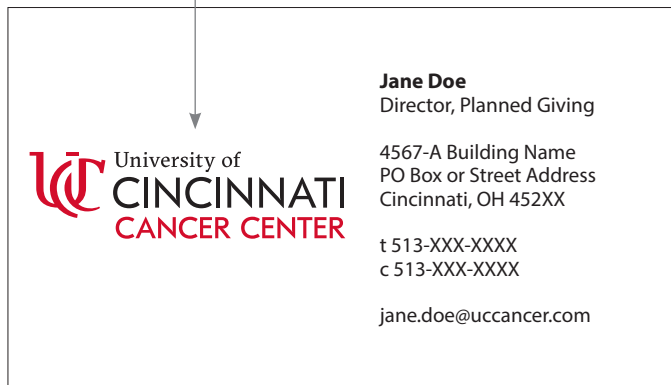 UC
University of
CINCINNATI
CANCER CENTER
Jane Doe
Director, Planned Giving
4567-A Building Name
PO Box or Street Address
Cincinnati, OH 452XX
t 513-XXX-XXXX
c 513-XXX-XXXX
jane.doe@uccancer.com